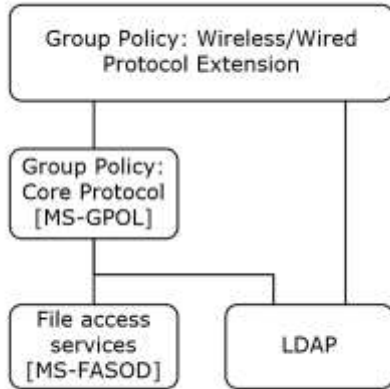 Group Policy: Wireless/Wired
Protocol Extension
Group Policy:
Core Protocol
[MS-GPOL]
File access
services
[MS-FASOD]
LDAP